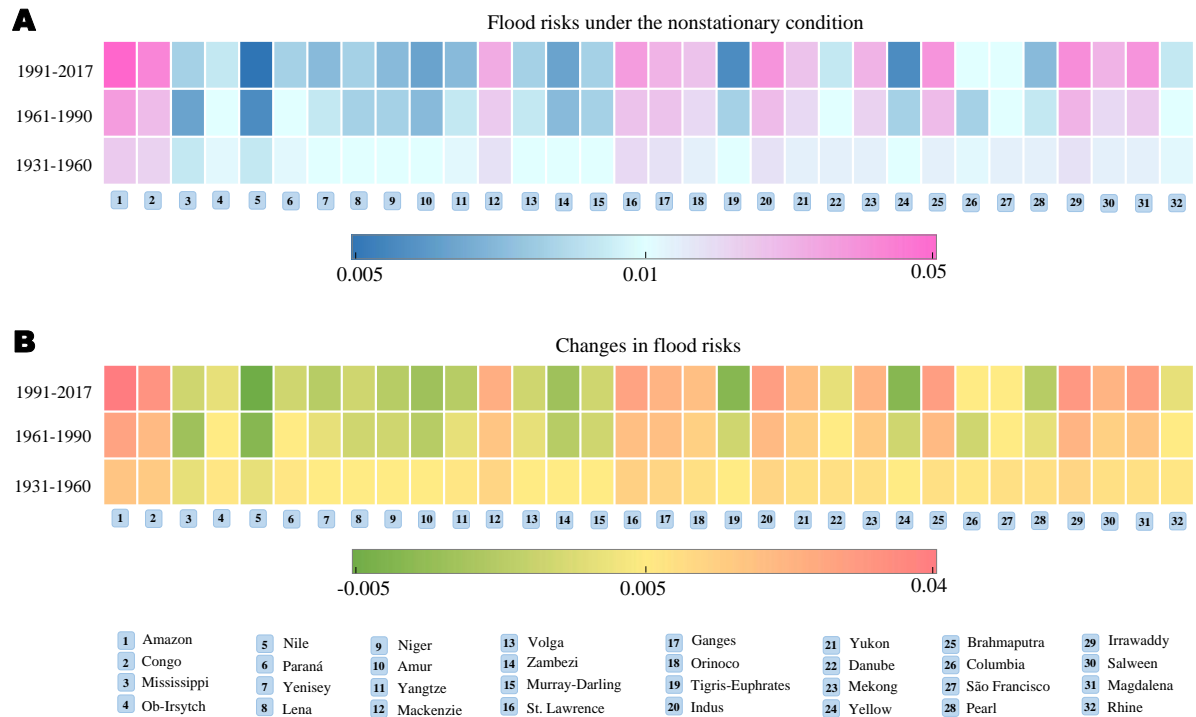 A
Flood risks under the nonstationary condition
1991-2017
1961-1990
1931-1960
1 2 3 4 5 6 7 8 9 10 11 12 13 14 15 16 17 18 19 20 21 22 23 24 25 26 27 28 29 30 31 32
0.005 0.01 0.05
B
Changes in flood risks
1991-2017
1961-1990
1931-1960
1 2 3 4 5 6 7 8 9 10 11 12 13 14 15 16 17 18 19 20 21 22 23 24 25 26 27 28 29 30 31 32
-0.005 0.005 0.04
1 Amazon
2 Congo
3 Mississippi
4 Ob-Irsytch
5 Nile
6 Paraná
7 Yenisey
8 Lena
9 Niger
10 Amur
11 Yangtze
12 Mackenzie
13 Volga
14 Zambezi
15 Murray-Darling
16 St. Lawrence
17 Ganges
18 Orinoco
19 Tigris-Euphrates
20 Indus
21 Yukon
22 Danube
23 Mekong
24 Yellow
25 Brahmaputra
26 Columbia
27 São Francisco
28 Pearl
29 Irrawaddy
30 Salween
31 Magdalena
32 Rhine